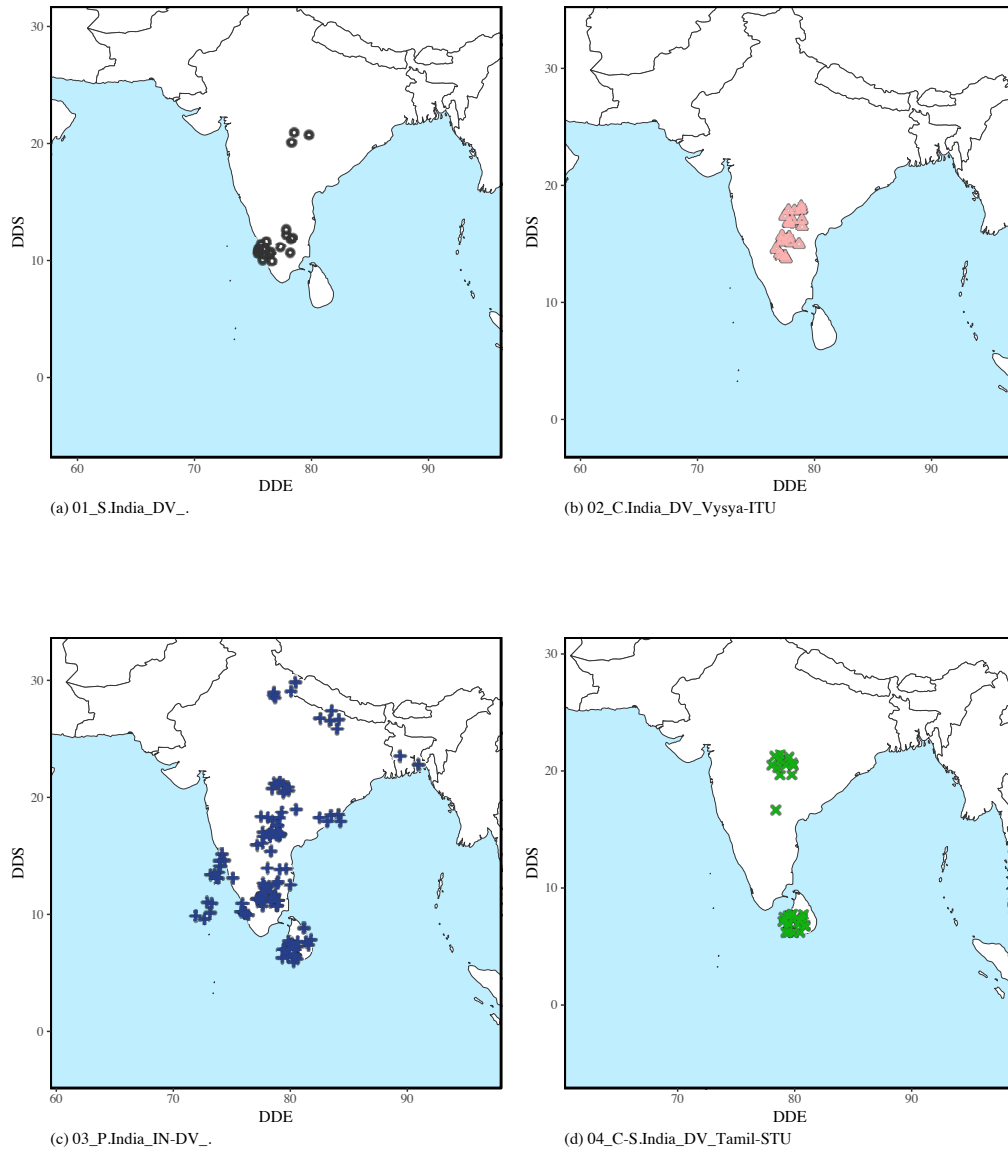 30
20
10
0
DDS
60
70
80
90
DDE
(a) 01_S.India_DV_.
30
20
10
0
DDS
60
70
80
90
DDE
(b) 02_C.India_DV_Vysya-ITU
30
20
10
0
DDS
60
70
80
90
DDE
(c) 03_P.India_IN-DV_.
30
20
10
0
DDS
70
80
90
DDE
(d) 04_C-S.India_DV_Tamil-STU